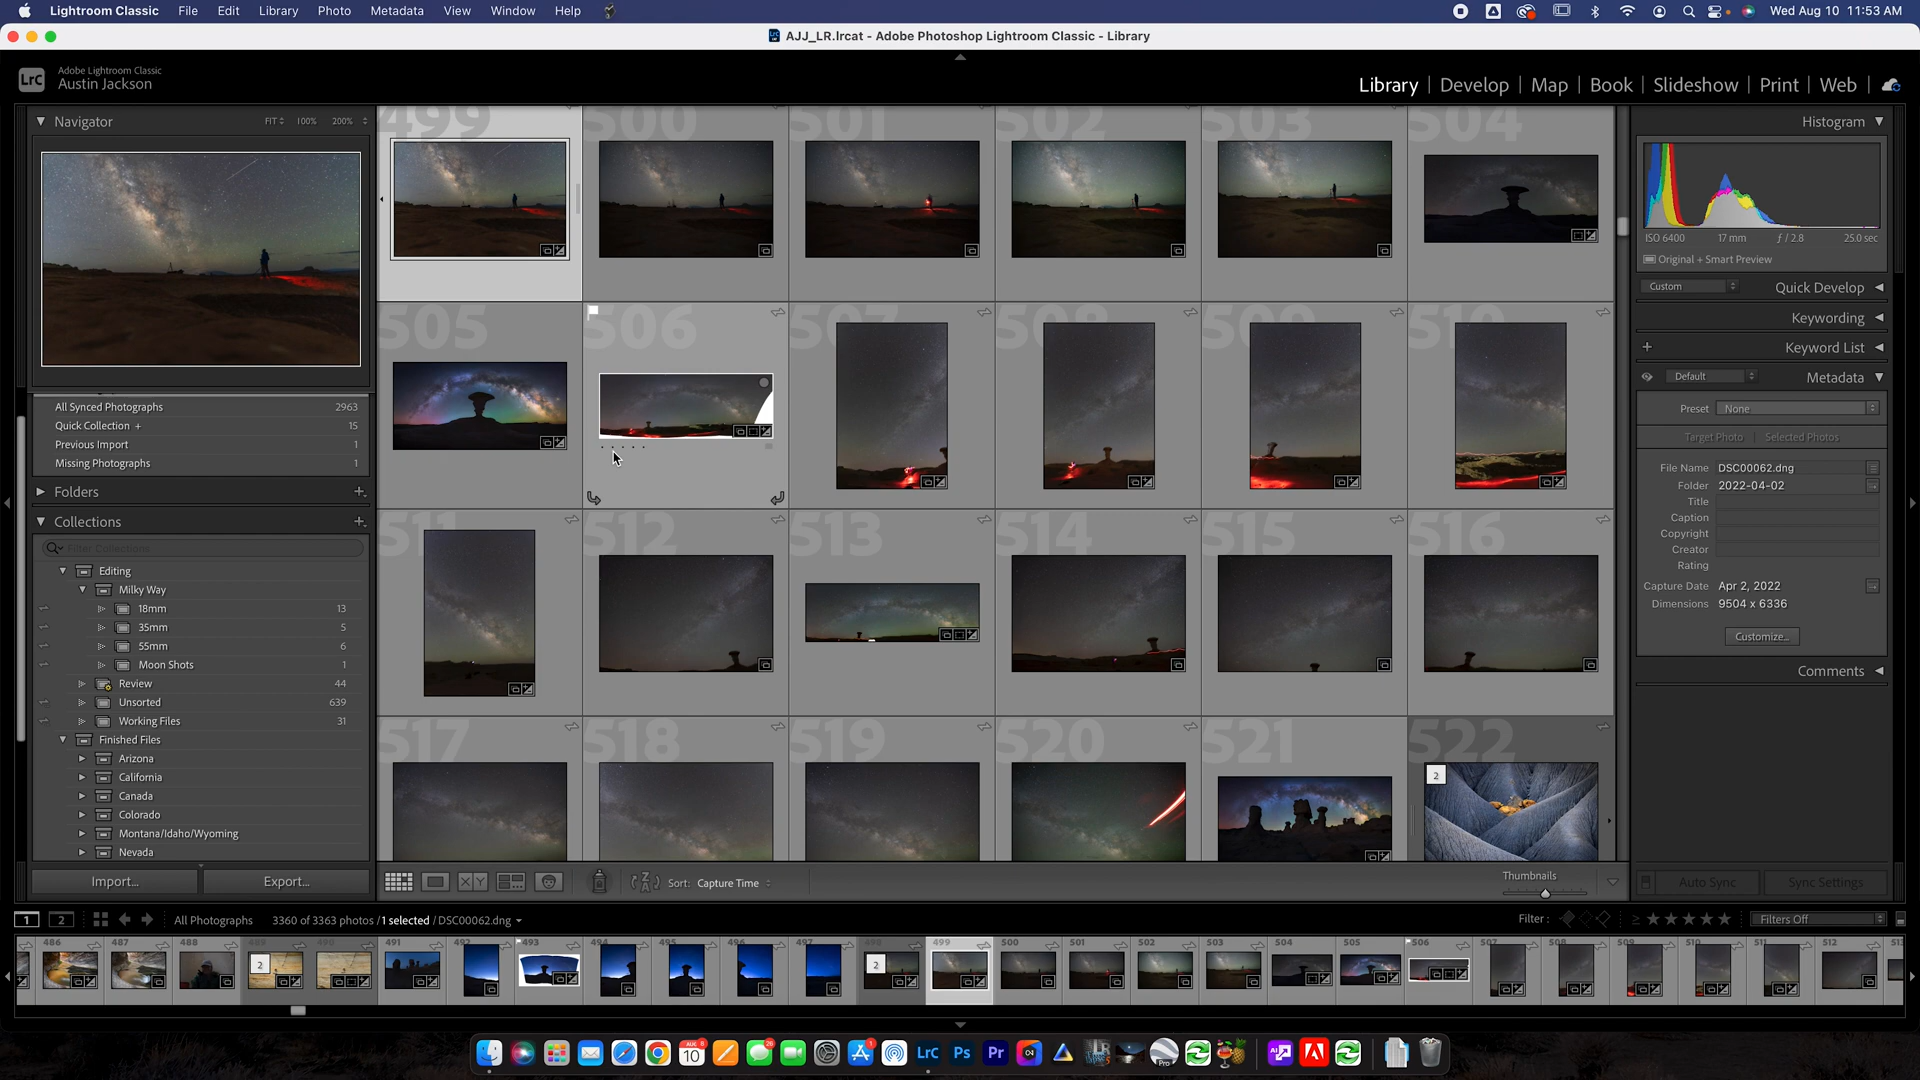 Lightroom Classic File Edit Library Photo Metadata View Window Help Wed Aug 10 11:53 AM
AJJ_LR.lrcat - Adobe Photoshop Lightroom Classic - Library
LrC Adobe Lightroom Classic
Austin Jackson
Library | Develop | Map | Book | Slideshow | Print | Web
Navigator FIT 100% 200%
499 500 501 502 503 504
Histogram
ISO 6400 17 mm ƒ / 2.8 25.0 sec
Original + Smart Preview
Custom Quick Develop
Keywording
+ Keyword List
Default Metadata
505 506 507 508 509 510
Preset None
Target Photo Selected Photos
File Name DSC00062.dng
Folder 2022-04-02
Title
Caption
Copyright
Creator
Rating
Capture Date Apr 2, 2022
Dimensions 9504 x 6336
Customize...
Comments
All Synced Photographs 2963
Quick Collection + 15
Previous Import 1
Missing Photographs 1
Folders +
Collections +
Filter Collections
Editing
Milky Way
18mm 13
35mm 5
55mm 6
Moon Shots 1
Review 44
Unsorted 639
Working Files 31
Finished Files
Arizona
California
Canada
Colorado
Montana/Idaho/Wyoming
Nevada
511 512 513 514 515 516
517 518 519 520 521 522
2
Import... Export...
X Y Sort: Capture Time Thumbnails
Auto Sync Sync Settings
1 2 All Photographs 3360 of 3363 photos / 1 selected / DSC00062.dng Filter : ≥ Filters Off
486 487 488 489 490 491 492 493 494 495 496 497 498 499 500 501 502 503 504 505 506 507 508 509 510 511 512
2 2
AUG 10 LrC Ps Pr